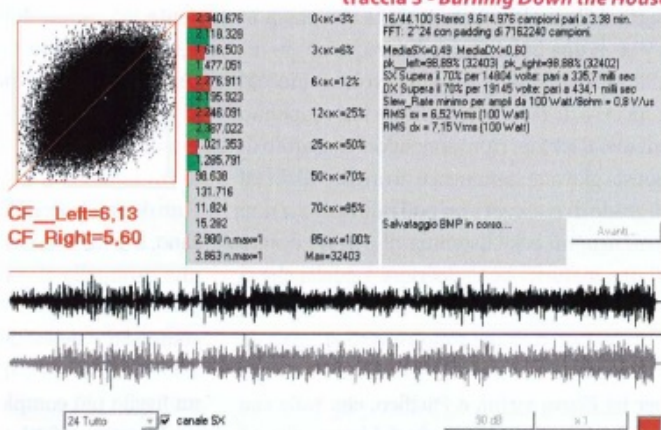 traccia 3 - Burning Down the House
2.340.676 0<x<=3%
2.118.328
1.616.503 3<x<=6%
1.477.051
2.276.911 6<x<=12%
2.195.923
2.246.091 12<x<=25%
2.387.022
1.021.353 25<x<=50%
1.285.791
98.638 50<x<=70%
131.716
11.824 70<x<=85%
15.282
2.980 n.max=1 85<x<=100%
3.863 n.max=1 Max=32403
16/44.100 Stereo 9.614.976 campioni pari a 3.38 min.
FFT: 2^24 con padding di 7162240 campioni.
MediaSX=0,49 MediaDX=0,60
pk__left=98,89% (32403) pk_right=98,88% (32402)
SX Supera il 70% per 14804 volte: pari a 335,7 milli sec
DX Supera il 70% per 19145 volte: pari a 434,1 milli sec
Slew_Rate minimo per ampli da 100 Watt/8ohm = 0,8 V/us
RMS sx = 6,52 Vrms (100 Watt)
RMS dx = 7,15 Vrms (100 Watt)
Salvataggio BMP in corso....
Avanti...
CF__Left=6,13
CF_Right=5,60
24 Tutto
canale SX
90 dB
x 1